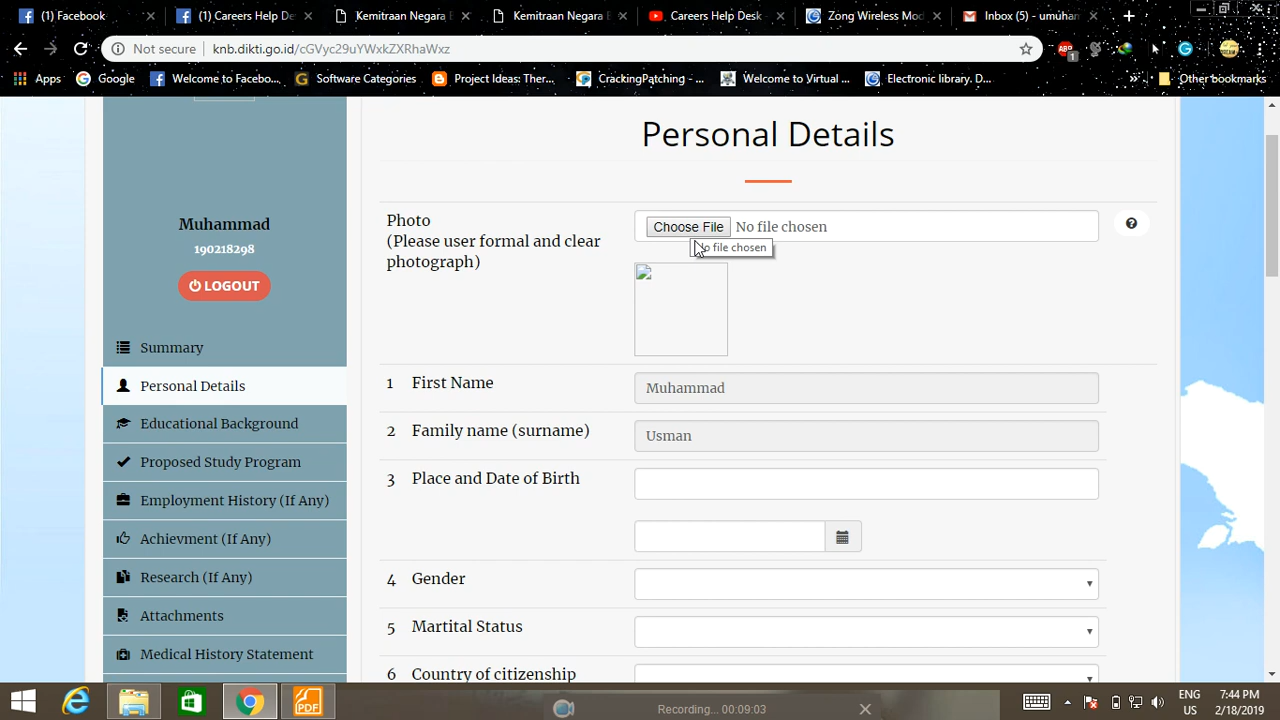 (1) Facebook
(1) Careers Help De
Kemitraan Negara B
Kemitraan Negara B
Careers Help Desk
Zong Wireless Mod
Inbox (5) - umuhan
Not secure
knb.dikti.go.id/cGVyc29uYWxkZXRhaWxz
ABP
1
Apps
Google
Welcome to Facebo...
Software Categories
Project Ideas: Ther...
CrackingPatching - ...
Welcome to Virtual ...
Electronic library. D...
Other bookmarks
Muhammad
190218298
LOGOUT
Summary
Personal Details
Educational Background
Proposed Study Program
Employment History (If Any)
Achievment (If Any)
Research (If Any)
Attachments
Medical History Statement
Personal Details
Photo
(Please user formal and clear
photograph)
Choose File No file chosen
o file chosen
1 First Name
Muhammad
2 Family name (surname)
Usman
3 Place and Date of Birth
4 Gender
5 Martital Status
6 Country of citizenship
PDF
Recording... 00:09:03
ENG
US
7:44 PM
2/18/2019